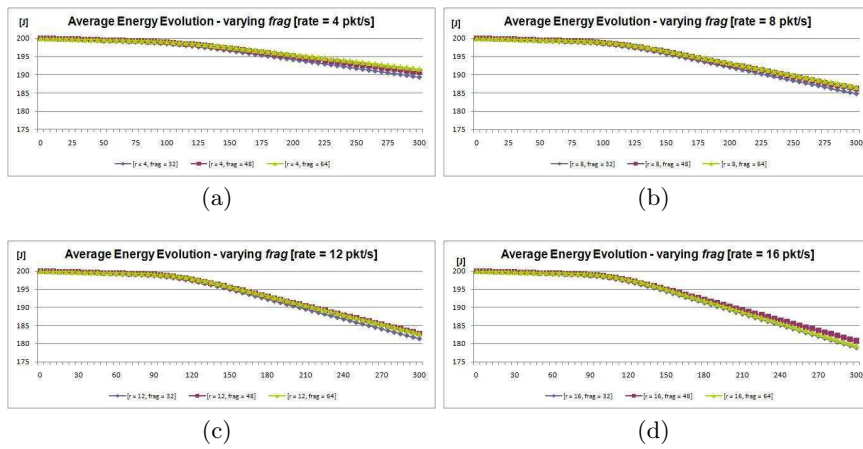 Average Energy Evolution - varying frag [rate = 4 pkt/s]
[J]
200
195
190
185
180
175
0 25 50 75 100 125 150 175 200 225 250 275 300
[r = 4, frag = 32] [r = 4, frag = 48] [r = 4, frag = 64]
(a)
Average Energy Evolution - varying frag [rate = 8 pkt/s]
[J]
200
195
190
185
180
175
0 25 50 75 100 125 150 175 200 225 250 275 300
[r = 8, frag = 32] [r = 8, frag = 48] [r = 8, frag = 64]
(b)
Average Energy Evolution - varying frag [rate = 12 pkt/s]
[J]
200
195
190
185
180
175
0 30 60 90 120 150 180 210 240 270 300
[r = 12, frag = 32] [r = 12, frag = 48] [r = 12, frag = 64]
(c)
Average Energy Evolution - varying frag [rate = 16 pkt/s]
[J]
200
195
190
185
180
175
0 30 60 90 120 150 180 210 240 270 300
[r = 16, frag = 32] [r = 16, frag = 48] [r = 16, frag = 64]
(d)